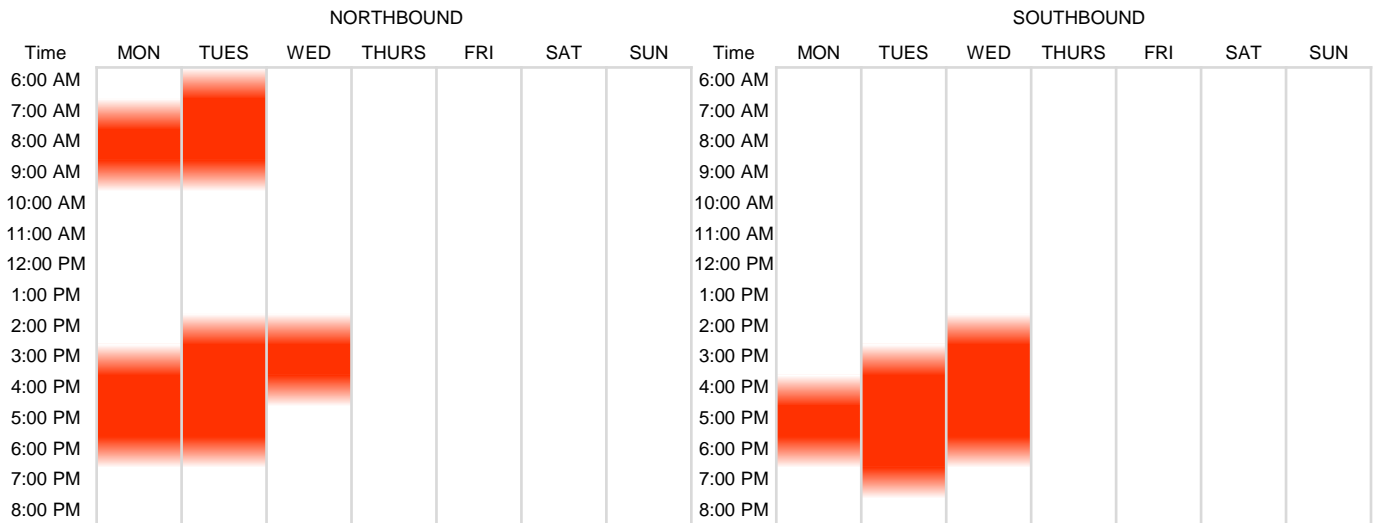 NORTHBOUND SOUTHBOUND
Time MON TUES WED THURS FRI SAT SUN Time MON TUES WED THURS FRI SAT SUN
6:00 AM 6:00 AM
7:00 AM 7:00 AM
8:00 AM 8:00 AM
9:00 AM 9:00 AM
10:00 AM 10:00 AM
11:00 AM 11:00 AM
12:00 PM 12:00 PM
1:00 PM 1:00 PM
2:00 PM 2:00 PM
3:00 PM 3:00 PM
4:00 PM 4:00 PM
5:00 PM 5:00 PM
6:00 PM 6:00 PM
7:00 PM 7:00 PM
8:00 PM 8:00 PM